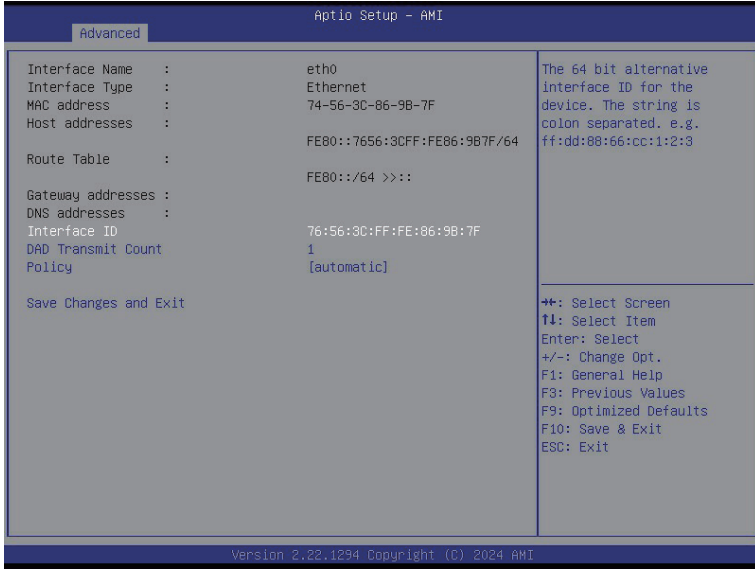 Aptio Setup – AMI
Advanced
Interface Name : eth0
Interface Type : Ethernet
MAC address : 74-56-3C-86-9B-7F
Host addresses :
FE80::7656:3CFF:FE86:9B7F/64
Route Table :
FE80::/64 >>::
Gateway addresses :
DNS addresses :
Interface ID 76:56:3C:FF:FE:86:9B:7F
DAD Transmit Count 1
Policy [automatic]
Save Changes and Exit
The 64 bit alternative
interface ID for the
device. The string is
colon separated. e.g.
ff:dd:88:66:cc:1:2:3
→←: Select Screen
↑↓: Select Item
Enter: Select
+/-: Change Opt.
F1: General Help
F3: Previous Values
F9: Optimized Defaults
F10: Save & Exit
ESC: Exit
Version 2.22.1294 Copyright (C) 2024 AMI